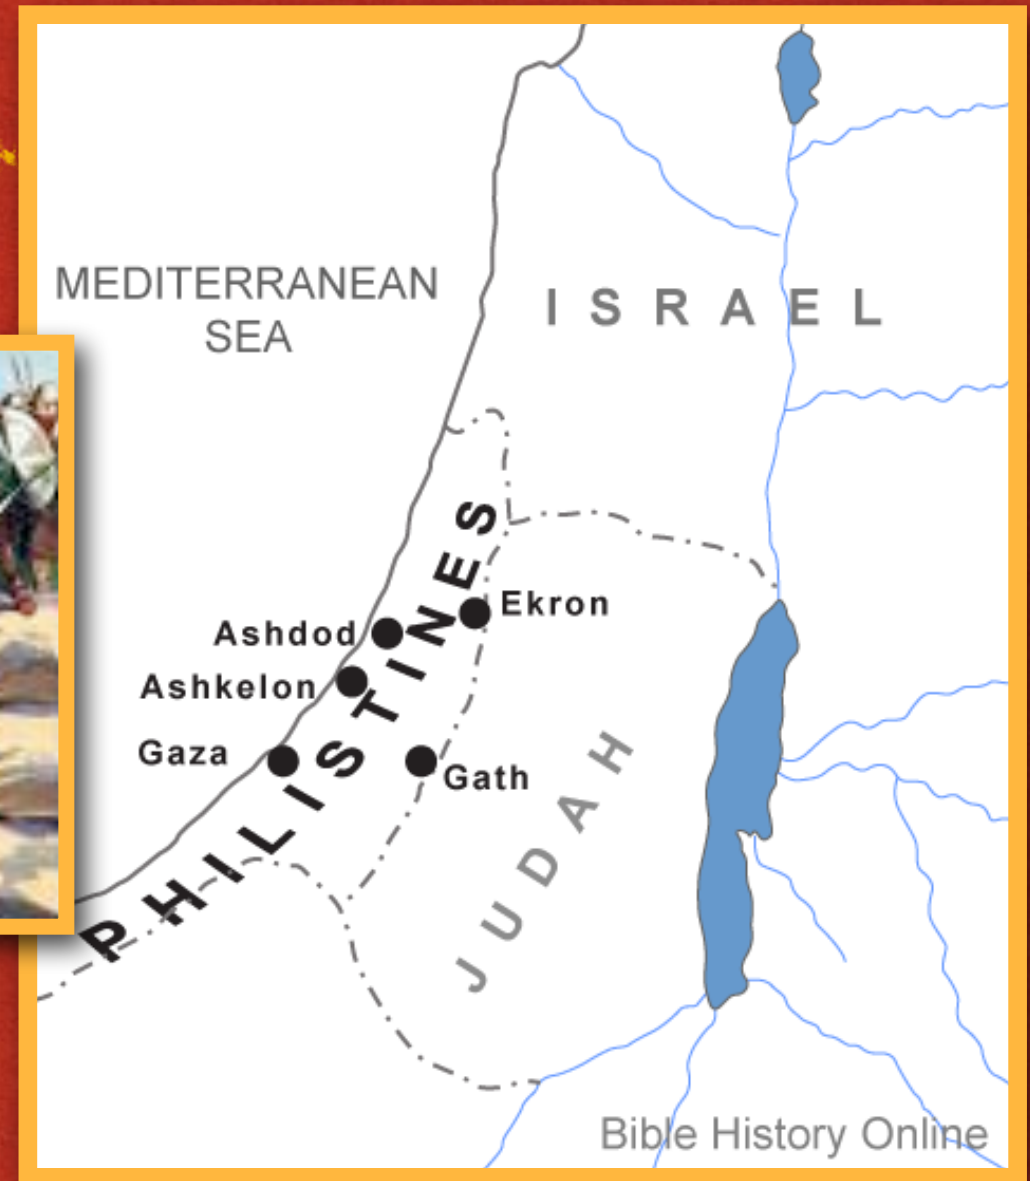 MEDITERRANEAN
SEA
ISRAEL
PHILISTINES
Ekron
Ashdod
Ashkelon
Gaza
Gath
JUDAH
Bible History Online